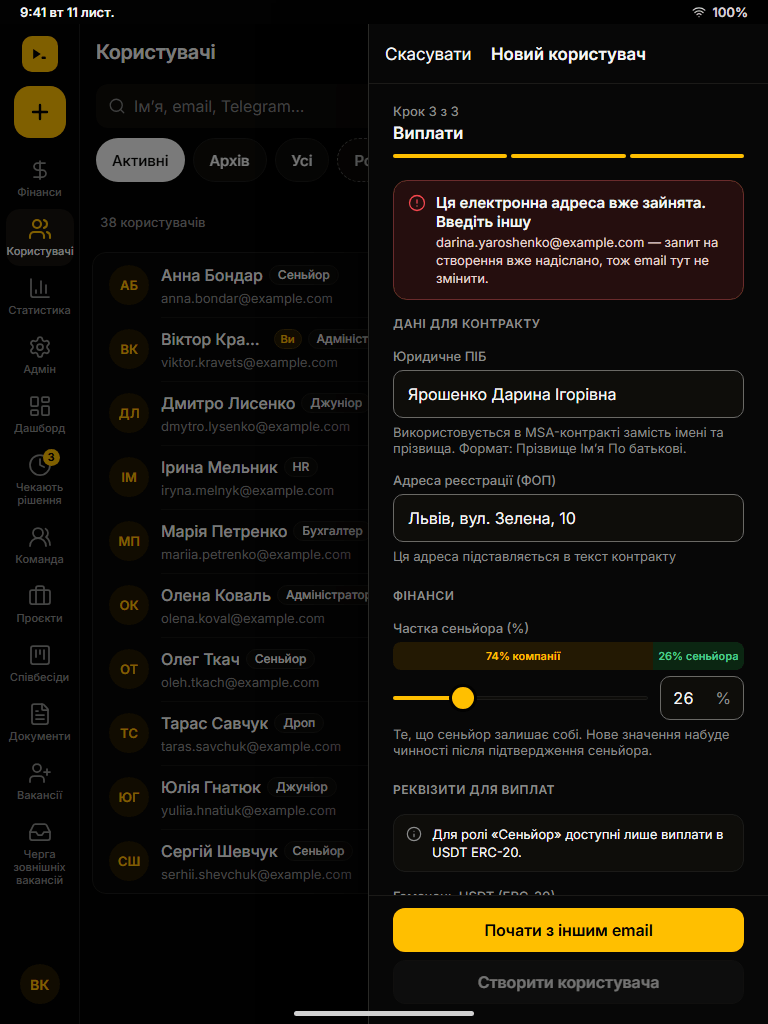 9:41 вт 11 лист.
100%
Користувачі
Ім'я, email, Telegram...
Активні
Архів
Усі
38 користувачів
Фінанси
Користувачі
Статистика
Адмін
Дашборд
3
Чекають
рішення
Команда
Проєкти
Співбесіди
Документи
Вакансії
Черга
зовнішніх
вакансій
ВК
АБ
Анна Бондар
Сеньйор
anna.bondar@example.com
ВК
Віктор Кра...
Ви
Адмініст
viktor.kravets@example.com
ДЛ
Дмитро Лисенко
Джуніор
dmytro.lysenko@example.com
ІМ
Ірина Мельник
HR
iryna.melnyk@example.com
МП
Марія Петренко
Бухгалтер
mariia.petrenko@example.com
ОК
Олена Коваль
Адміністратор
olena.koval@example.com
ОТ
Олег Ткач
Сеньйор
oleh.tkach@example.com
ТС
Тарас Савчук
Дроп
taras.savchuk@example.com
ЮГ
Юлія Гнатюк
Джуніор
yuliia.hnatiuk@example.com
СШ
Сергій Шевчук
Сеньйор
serhii.shevchuk@example.com
Скасувати
Новий користувач
Крок 3 з 3
Виплати
Ця електронна адреса вже зайнята.
Введіть іншу
darina.yaroshenko@example.com — запит на
створення вже надіслано, тож email тут не
змінити.
ДАНІ ДЛЯ КОНТРАКТУ
Юридичне ПІБ
Ярошенко Дарина Ігорівна
Використовується в MSA-контракті замість імені та
прізвища. Формат: Прізвище Ім'я По батькові.
Адреса реєстрації (ФОП)
Львів, вул. Зелена, 10
Ця адреса підставляється в текст контракту
ФІНАНСИ
Частка сеньйора (%)
74% компанії
26% сеньйора
26 %
Те, що сеньйор залишає собі. Нове значення набуде
чинності після підтвердження сеньйора.
РЕКВІЗИТИ ДЛЯ ВИПЛАТ
Для ролі «Сеньйор» доступні лише виплати в
USDT ERC-20.
Почати з іншим email
Створити користувача